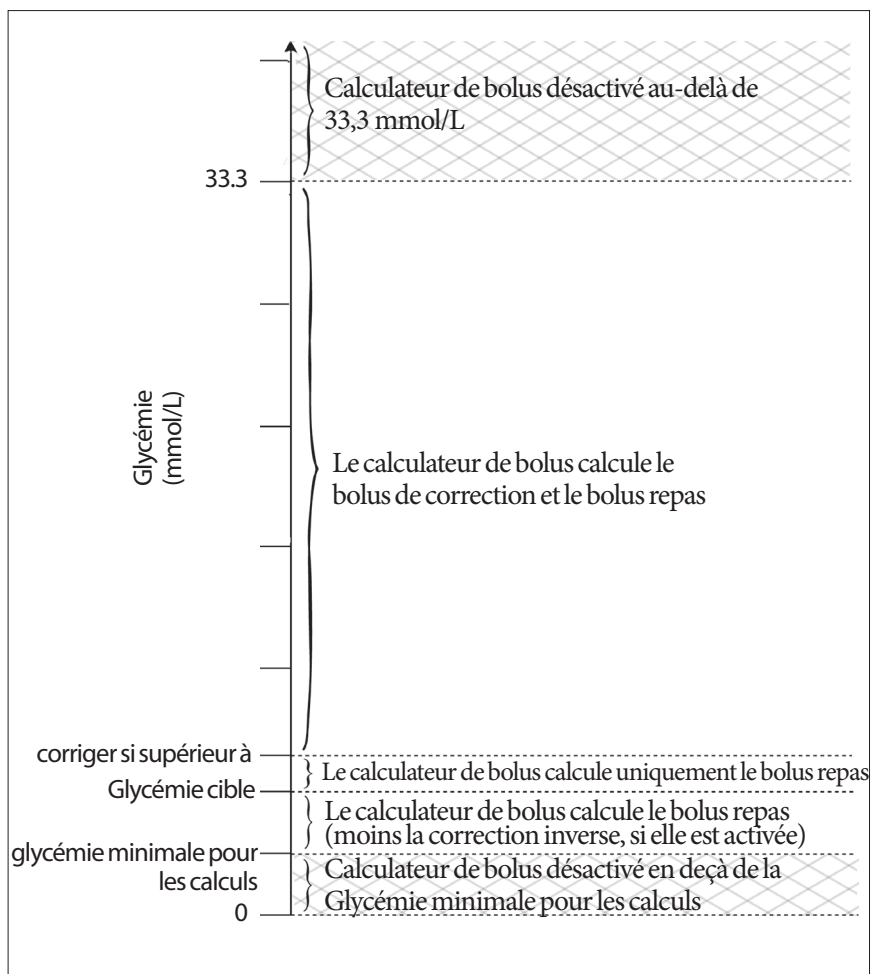 Calculateur de bolus désactivé au-delà de
33,3 mmol/L
33.3
Glycémie
(mmol/L)
Le calculateur de bolus calcule le
bolus de correction et le bolus repas
corriger si supérieur à
Le calculateur de bolus calcule uniquement le bolus repas
Glycémie cible
Le calculateur de bolus calcule le bolus repas
(moins la correction inverse, si elle est activée)
glycémie minimale pour
les calculs
Calculateur de bolus désactivé en deçà de la
Glycémie minimale pour les calculs
0